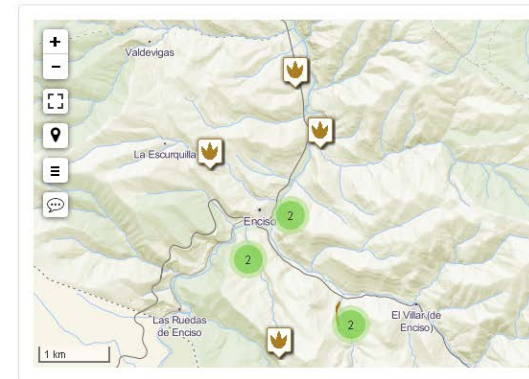 +
Valdevigas
−
La Escurquilla
Enciso
2
2
Las Ruedas
de Enciso
El Villar (de
Enciso)
2
1 km